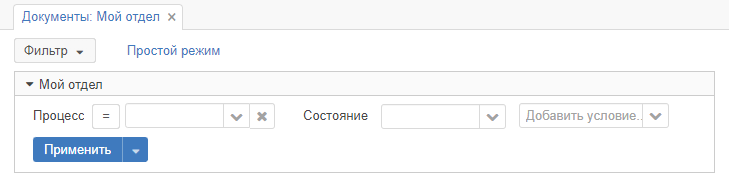 Документы: Мой отдел ×
Фильтр Простой режим
Мой отдел
Процесс = Состояние Добавить условие..
Применить